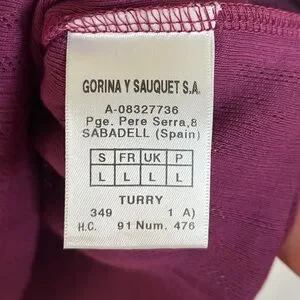 GORINA Y SAUQUET S.A.
A-08327736
Pge. Pere Serra,8
SABADELL (Spain)
S FR UK P
L L L L
TURRY
349 1 A)
H.C. 91 Num. 476